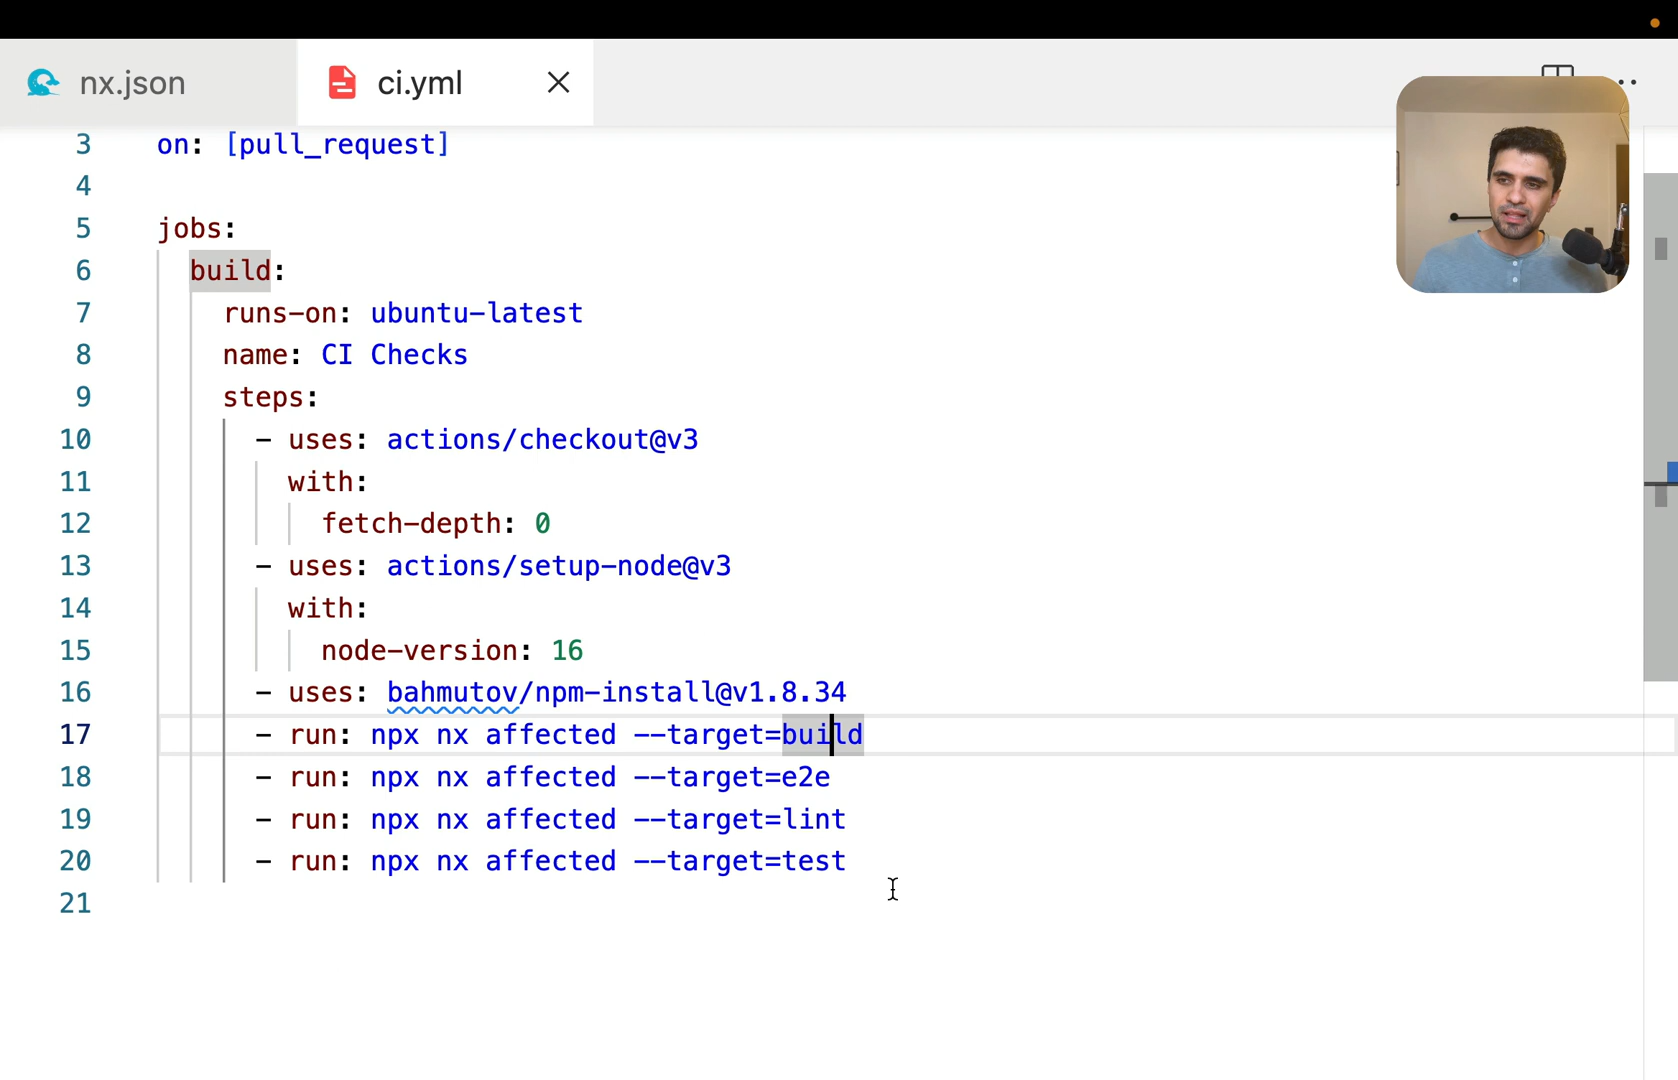 nx.json
ci.yml
3 on: [pull_request]
4
5 jobs:
6 build:
7 runs-on: ubuntu-latest
8 name: CI Checks
9 steps:
10 - uses: actions/checkout@v3
11 with:
12 fetch-depth: 0
13 - uses: actions/setup-node@v3
14 with:
15 node-version: 16
16 - uses: bahmutov/npm-install@v1.8.34
17 - run: npx nx affected --target=build
18 - run: npx nx affected --target=e2e
19 - run: npx nx affected --target=lint
20 - run: npx nx affected --target=test
21